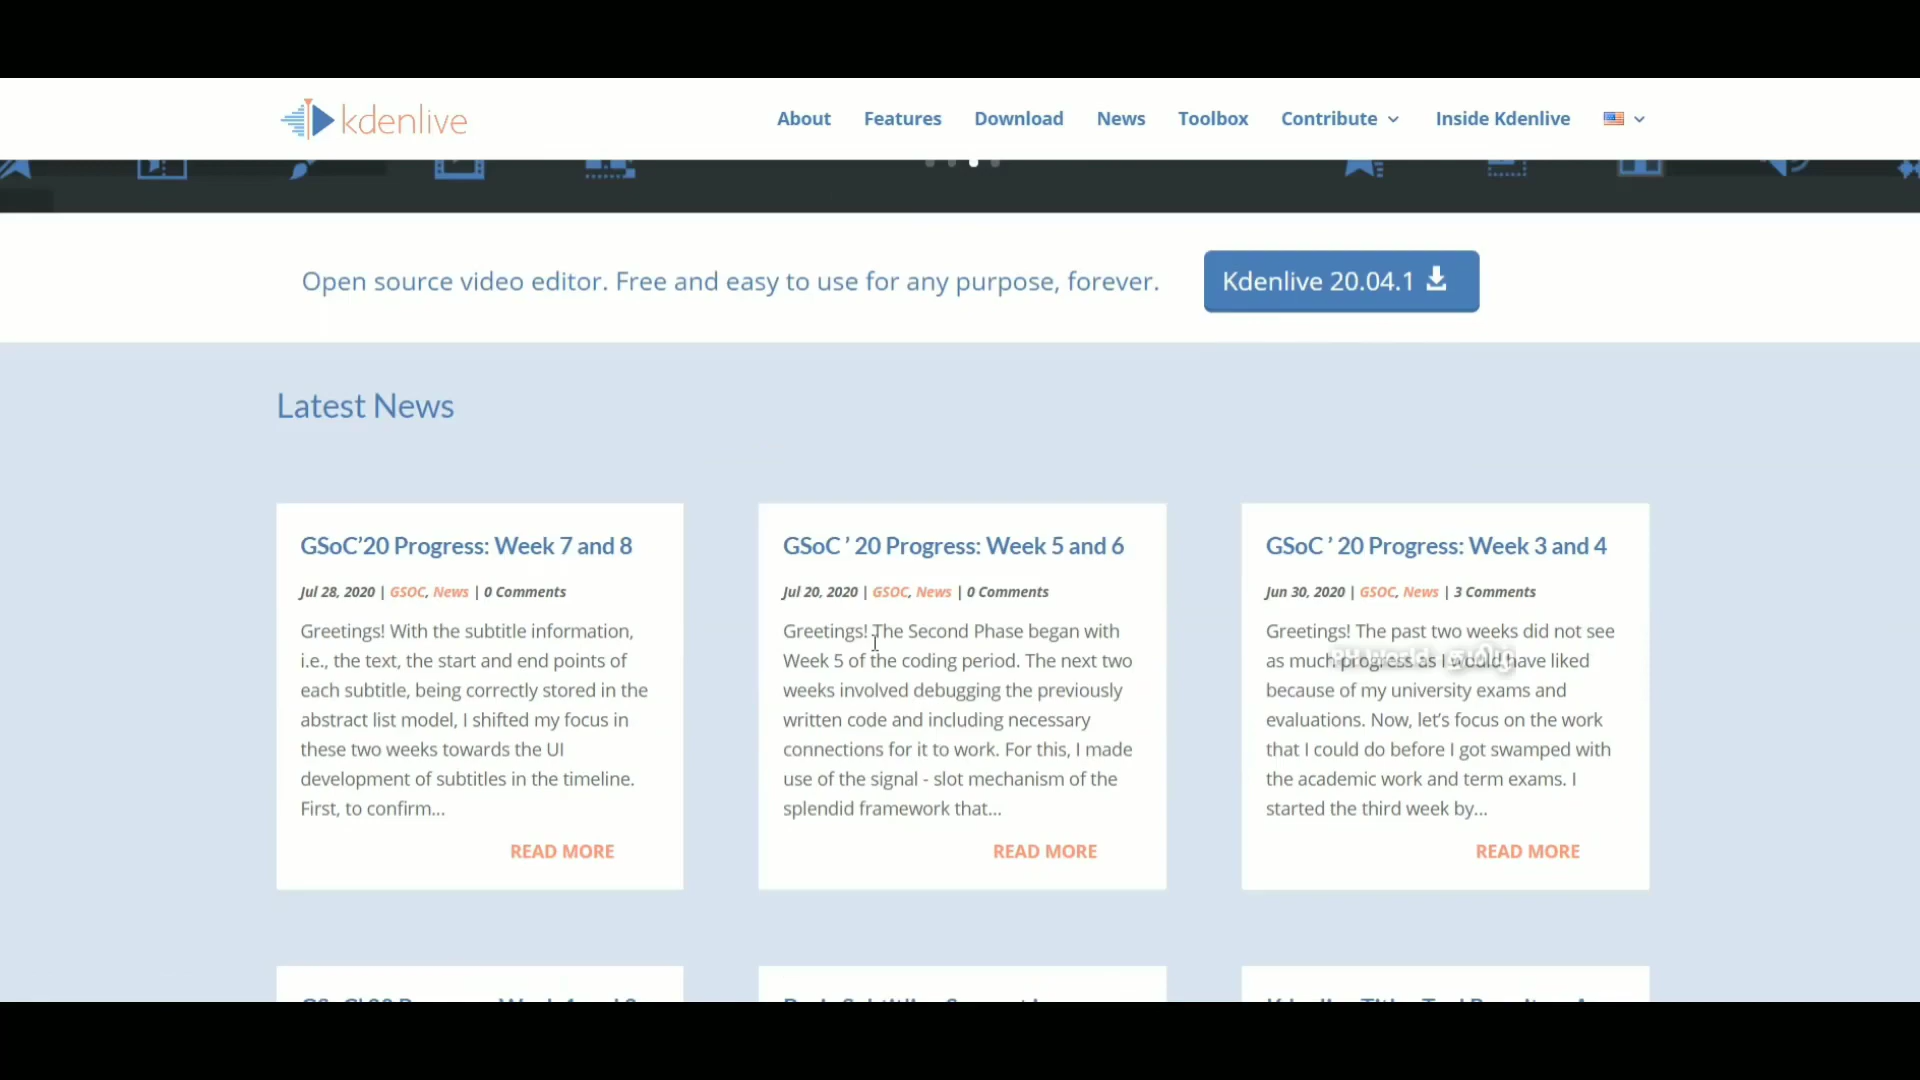 kdenlive
About Features Download News Toolbox Contribute Inside Kdenlive
Open source video editor. Free and easy to use for any purpose, forever.
Kdenlive 20.04.1
Latest News
GSoC’20 Progress: Week 7 and 8
Jul 28, 2020 | GSOC, News | 0 Comments
Greetings! With the subtitle information,
i.e., the text, the start and end points of
each subtitle, being correctly stored in the
abstract list model, I shifted my focus in
these two weeks towards the UI
development of subtitles in the timeline.
First, to confirm...
READ MORE
GSoC ’ 20 Progress: Week 5 and 6
Jul 20, 2020 | GSOC, News | 0 Comments
Greetings! The Second Phase began with
Week 5 of the coding period. The next two
weeks involved debugging the previously
written code and including necessary
connections for it to work. For this, I made
use of the signal - slot mechanism of the
splendid framework that...
READ MORE
GSoC ’ 20 Progress: Week 3 and 4
Jun 30, 2020 | GSOC, News | 3 Comments
Greetings! The past two weeks did not see
as much progress as I would have liked
because of my university exams and
evaluations. Now, let’s focus on the work
that I could do before I got swamped with
the academic work and term exams. I
started the third week by...
READ MORE